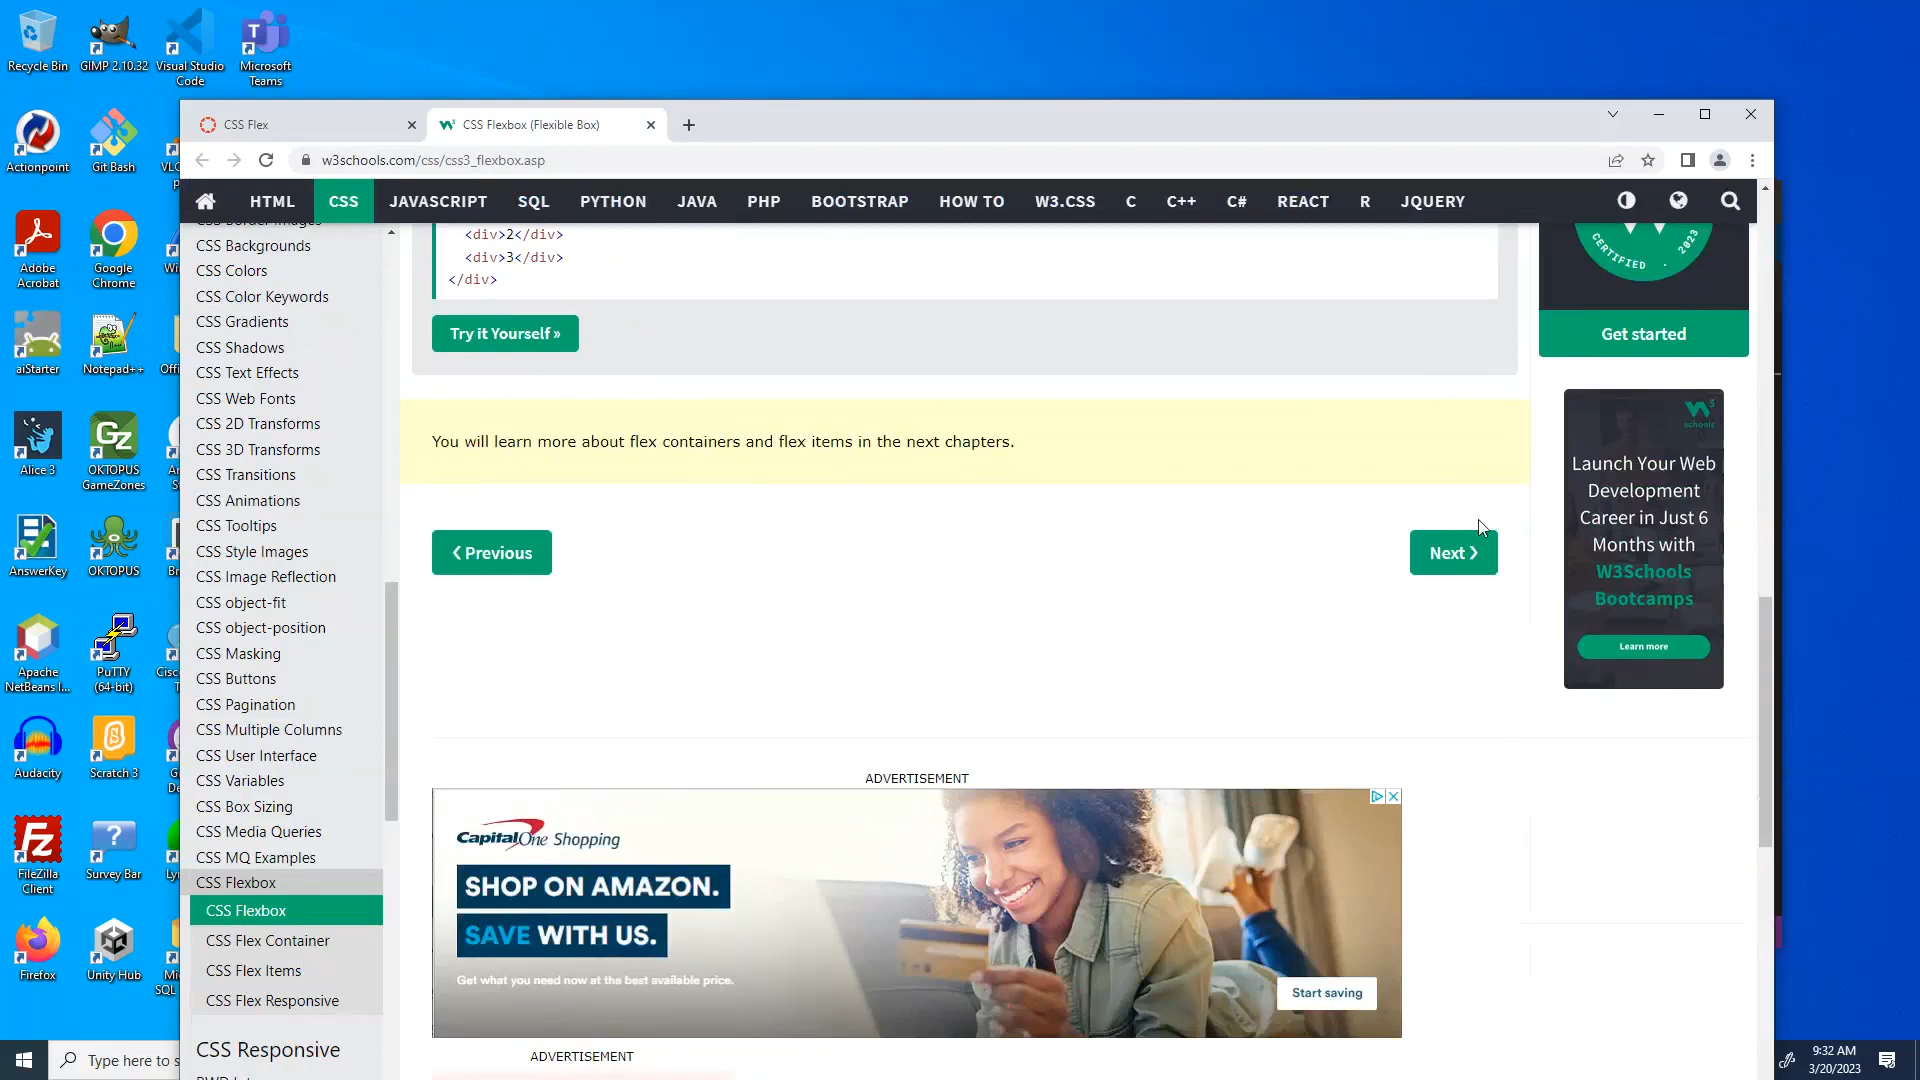 Recycle Bin
GIMP 2.10.32
Visual Studio
Code
Microsoft
Teams
Actionpoint
Git Bash
Adobe
Acrobat
Google
Chrome
aiStarter
Notepad++
Alice 3
OKTOPUS
GameZones
AnswerKey
OKTOPUS
Apache
NetBeans I...
PuTTY
(64-bit)
Audacity
Scratch 3
FileZilla
Client
Survey Bar
Firefox
Unity Hub
SQL
CSS Flex
CSS Flexbox (Flexible Box)
w3schools.com/css/css3_flexbox.asp
HTML
CSS
JAVASCRIPT
SQL
PYTHON
JAVA
PHP
BOOTSTRAP
HOW TO
W3.CSS
C
C++
C#
REACT
R
JQUERY
CSS Border Images
CSS Backgrounds
CSS Colors
CSS Color Keywords
CSS Gradients
CSS Shadows
CSS Text Effects
CSS Web Fonts
CSS 2D Transforms
CSS 3D Transforms
CSS Transitions
CSS Animations
CSS Tooltips
CSS Style Images
CSS Image Reflection
CSS object-fit
CSS object-position
CSS Masking
CSS Buttons
CSS Pagination
CSS Multiple Columns
CSS User Interface
CSS Variables
CSS Box Sizing
CSS Media Queries
CSS MQ Examples
CSS Flexbox
CSS Flexbox
CSS Flex Container
CSS Flex Items
CSS Flex Responsive
CSS Responsive
<div>2</div>
<div>3</div>
</div>
Try it Yourself »
You will learn more about flex containers and flex items in the next chapters.
❮ Previous
Next ❯
ADVERTISEMENT
CapitalOne Shopping
SHOP ON AMAZON.
SAVE WITH US.
Get what you need now at the best available price.
Start saving
ADVERTISEMENT
CERTIFIED . 2023
Get started
W3
schools
Launch Your Web
Development
Career in Just 6
Months with
W3Schools
Bootcamps
Learn more
Type here to s
9:32 AM
3/20/2023